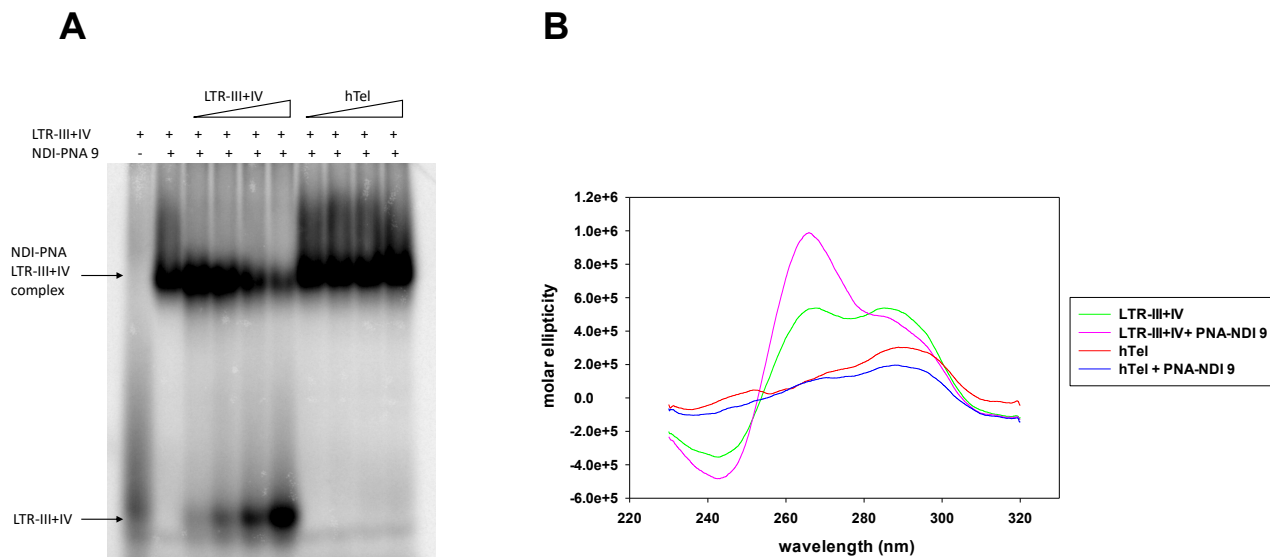 A
LTR-III+IV hTel
LTR-III+IV + + + + + + + + + +
NDI-PNA 9 - + + + + + + + + +
NDI-PNA
LTR-III+IV
complex
LTR-III+IV
B
molar ellipticity
1.2e+6
1.0e+6
8.0e+5
6.0e+5
4.0e+5
2.0e+5
0.0
-2.0e+5
-4.0e+5
-6.0e+5
220 240 260 280 300 320
wavelength (nm)
LTR-III+IV
LTR-III+IV+ PNA-NDI 9
hTel
hTel + PNA-NDI 9